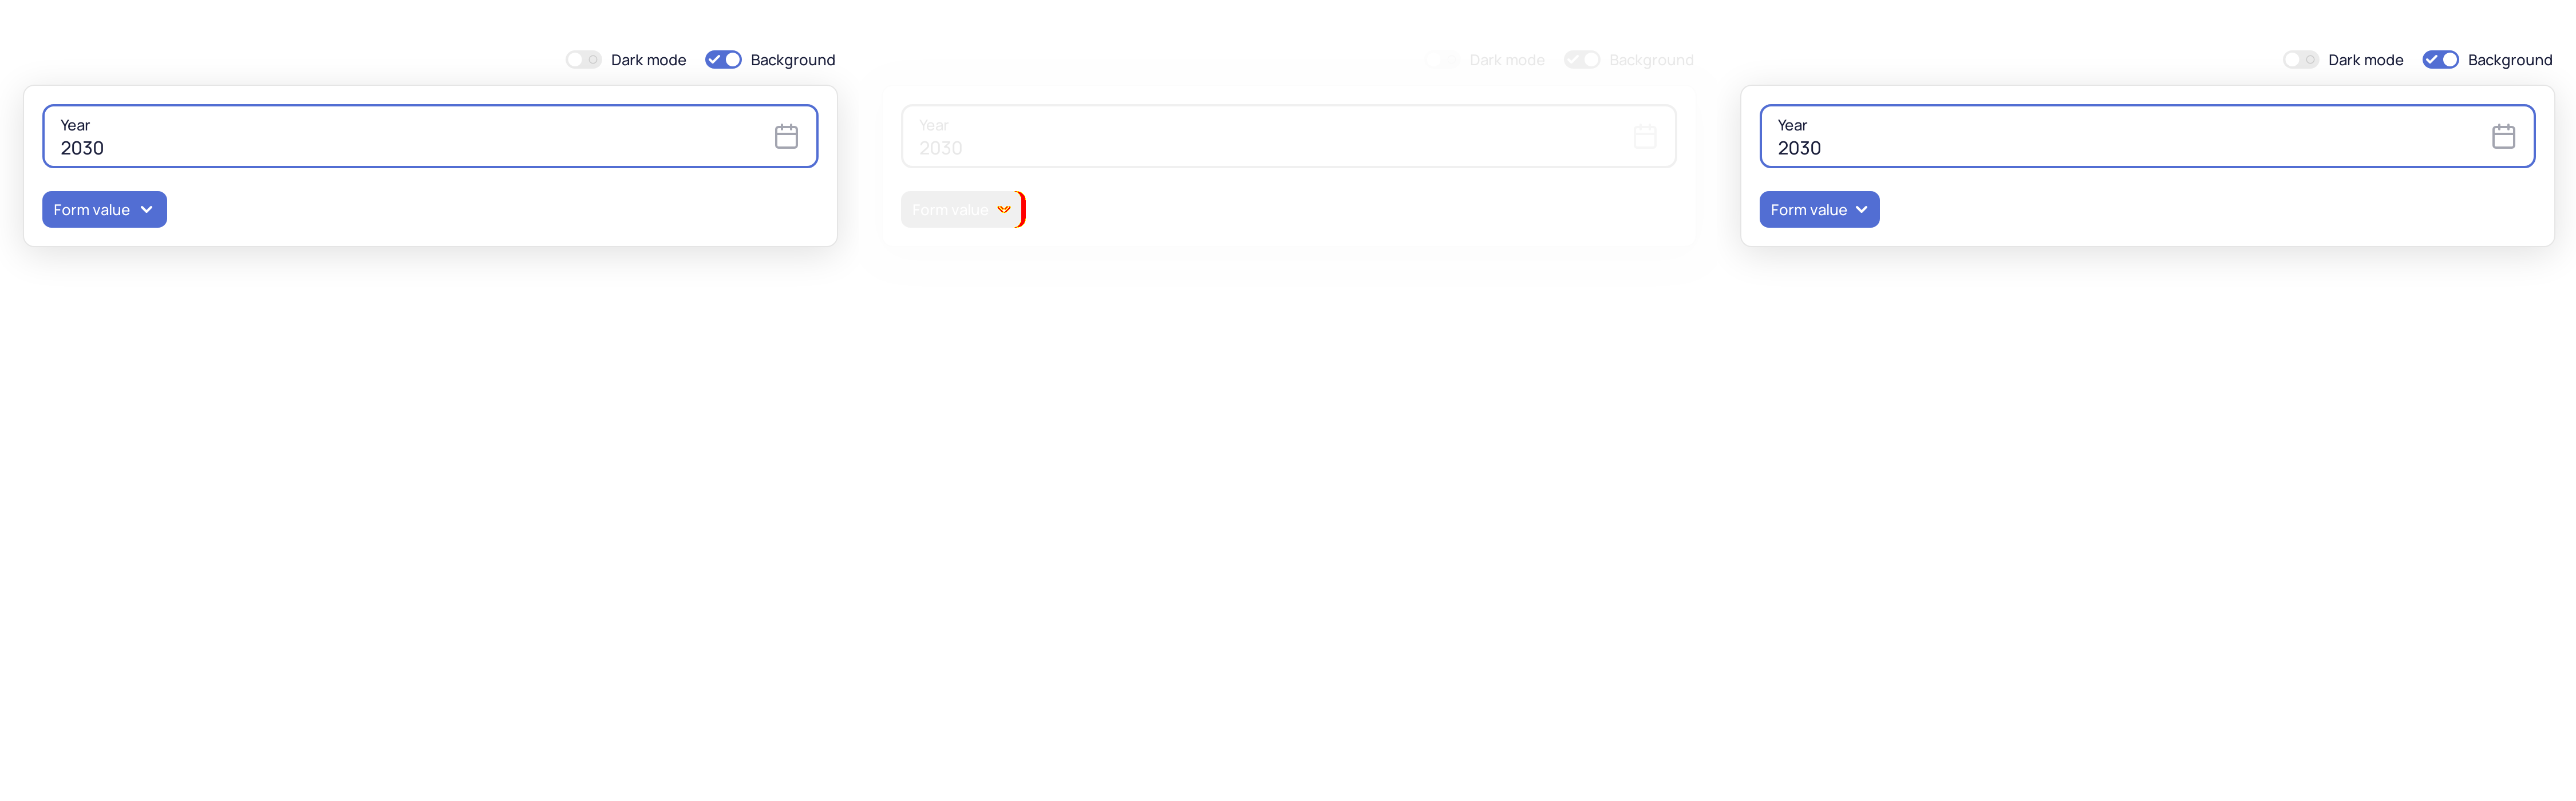 Dark mode Background
Year
2030
Form value
Dark mode Background
Year
2030
Form value
Dark mode Background
Year
2030
Form value